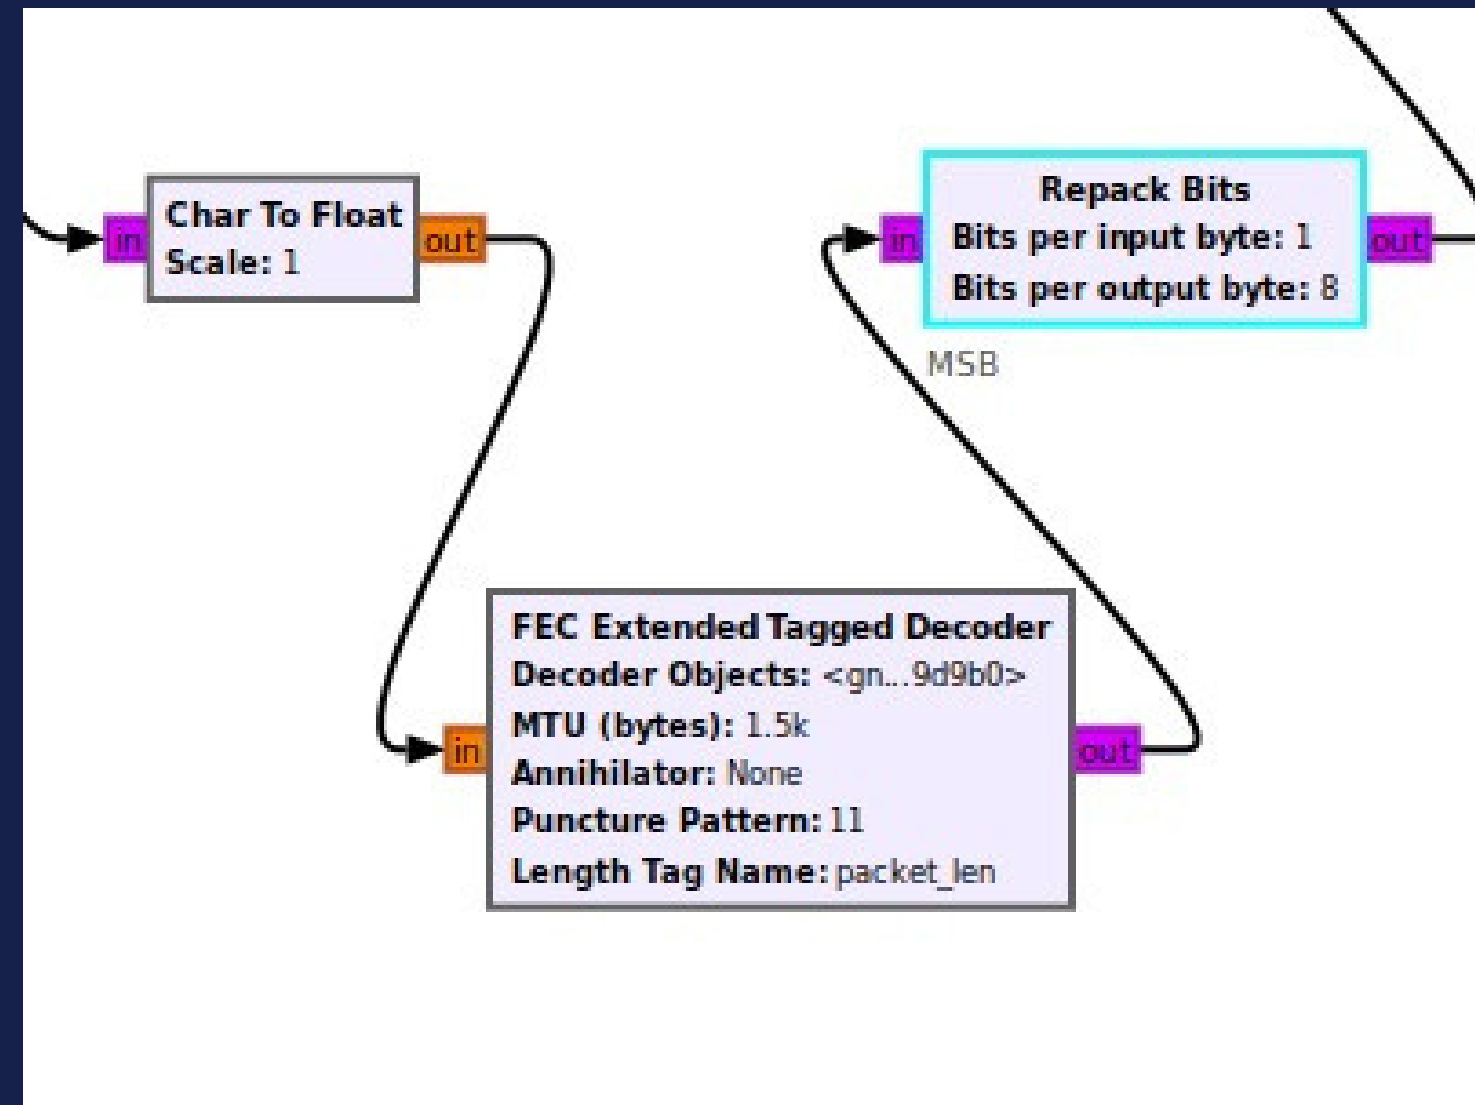 in
Char To Float
Scale: 1
out
in
Repack Bits
Bits per input byte: 1
Bits per output byte: 8
out
MSB
in
FEC Extended Tagged Decoder
Decoder Objects: <gn...9d9b0>
MTU (bytes): 1.5k
Annihilator: None
Puncture Pattern: 11
Length Tag Name: packet_len
out